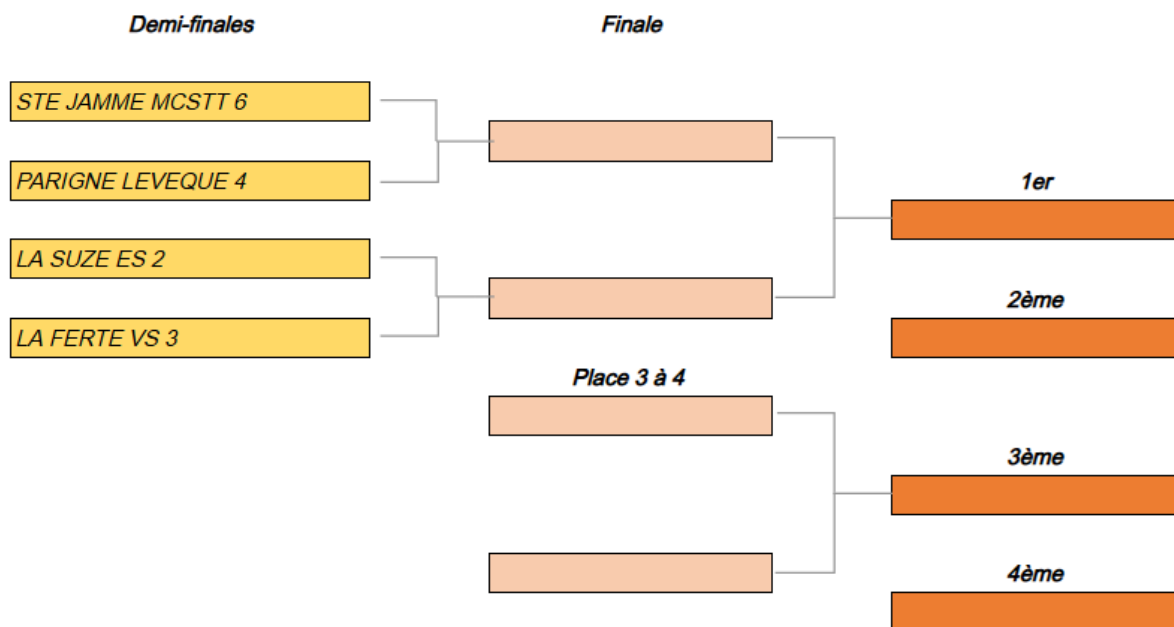 Demi-finales
Finale
STE JAMME MCSTT 6
PARIGNE LEVEQUE 4
1er
LA SUZE ES 2
2ème
LA FERTE VS 3
Place 3 à 4
3ème
4ème